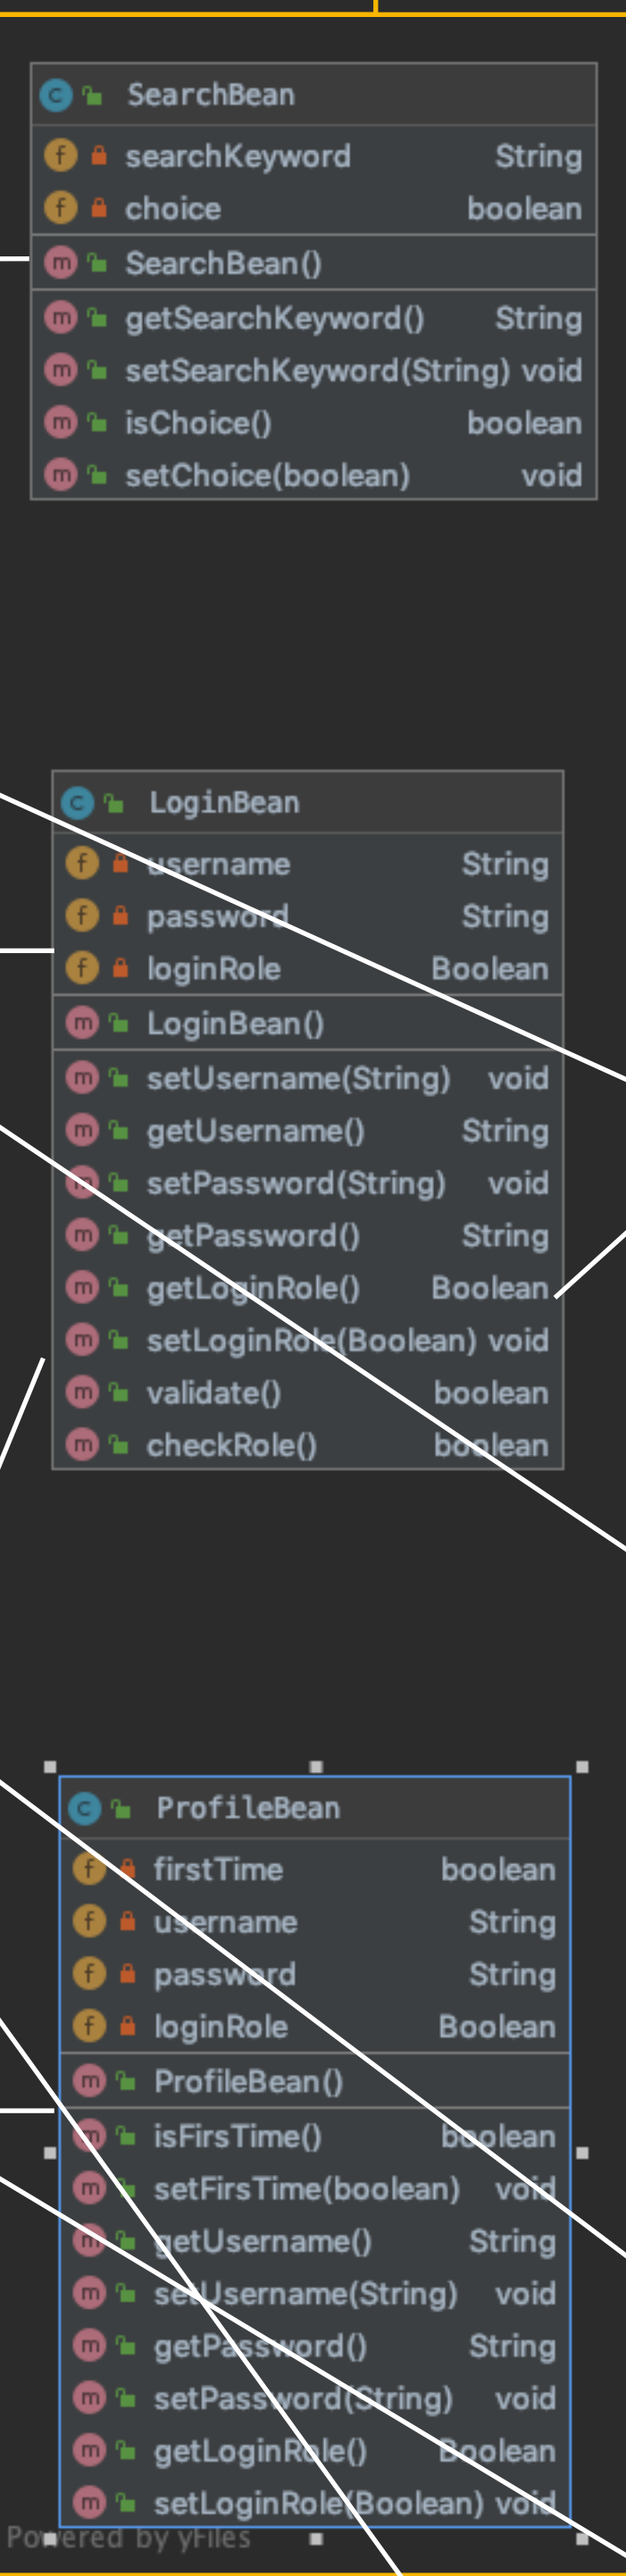 SearchBean
searchKeyword String
choice boolean
SearchBean()
getSearchKeyword() String
setSearchKeyword(String) void
isChoice() boolean
setChoice(boolean) void
LoginBean
username String
password String
loginRole Boolean
LoginBean()
setUsername(String) void
getUsername() String
setPassword(String) void
getPassword() String
getLoginRole() Boolean
setLoginRole(Boolean) void
validate() boolean
checkRole() boolean
ProfileBean
firstTime boolean
username String
password String
loginRole Boolean
ProfileBean()
isFirsTime() boolean
setFirsTime(boolean) void
getUsername() String
setUsername(String) void
getPassword() String
setPassword(String) void
getLoginRole() Boolean
setLoginRole(Boolean) void
Powered by yFiles